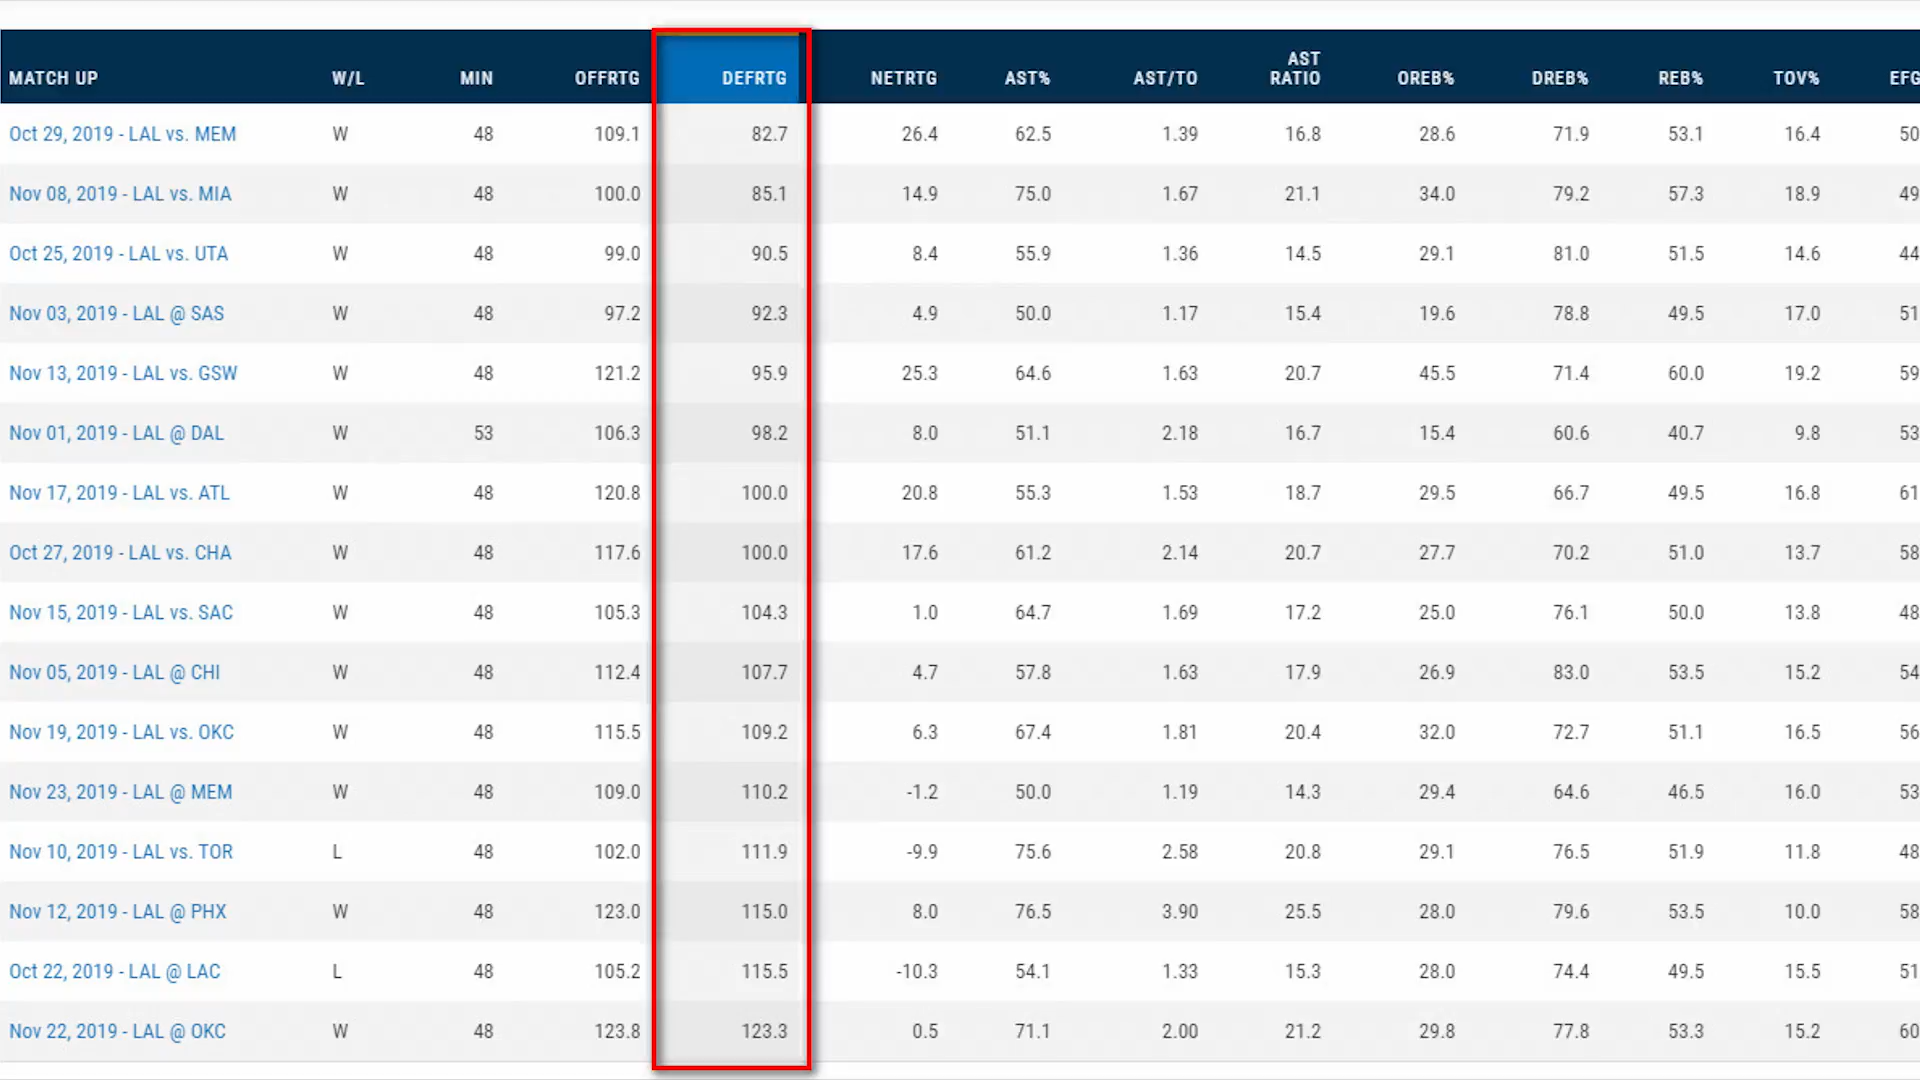 MATCH UP W/L MIN OFFRTG DEFRTG NETRTG AST% AST/TO AST RATIO OREB% DREB% REB% TOV% EFG
Oct 29, 2019 - LAL vs. MEM W 48 109.1 82.7 26.4 62.5 1.39 16.8 28.6 71.9 53.1 16.4 50
Nov 08, 2019 - LAL vs. MIA W 48 100.0 85.1 14.9 75.0 1.67 21.1 34.0 79.2 57.3 18.9 49
Oct 25, 2019 - LAL vs. UTA W 48 99.0 90.5 8.4 55.9 1.36 14.5 29.1 81.0 51.5 14.6 44
Nov 03, 2019 - LAL @ SAS W 48 97.2 92.3 4.9 50.0 1.17 15.4 19.6 78.8 49.5 17.0 51
Nov 13, 2019 - LAL vs. GSW W 48 121.2 95.9 25.3 64.6 1.63 20.7 45.5 71.4 60.0 19.2 59
Nov 01, 2019 - LAL @ DAL W 53 106.3 98.2 8.0 51.1 2.18 16.7 15.4 60.6 40.7 9.8 53
Nov 17, 2019 - LAL vs. ATL W 48 120.8 100.0 20.8 55.3 1.53 18.7 29.5 66.7 49.5 16.8 61
Oct 27, 2019 - LAL vs. CHA W 48 117.6 100.0 17.6 61.2 2.14 20.7 27.7 70.2 51.0 13.7 58
Nov 15, 2019 - LAL vs. SAC W 48 105.3 104.3 1.0 64.7 1.69 17.2 25.0 76.1 50.0 13.8 48
Nov 05, 2019 - LAL @ CHI W 48 112.4 107.7 4.7 57.8 1.63 17.9 26.9 83.0 53.5 15.2 54
Nov 19, 2019 - LAL vs. OKC W 48 115.5 109.2 6.3 67.4 1.81 20.4 32.0 72.7 51.1 16.5 56
Nov 23, 2019 - LAL @ MEM W 48 109.0 110.2 -1.2 50.0 1.19 14.3 29.4 64.6 46.5 16.0 53
Nov 10, 2019 - LAL vs. TOR L 48 102.0 111.9 -9.9 75.6 2.58 20.8 29.1 76.5 51.9 11.8 48
Nov 12, 2019 - LAL @ PHX W 48 123.0 115.0 8.0 76.5 3.90 25.5 28.0 79.6 53.5 10.0 58
Oct 22, 2019 - LAL @ LAC L 48 105.2 115.5 -10.3 54.1 1.33 15.3 28.0 74.4 49.5 15.5 51
Nov 22, 2019 - LAL @ OKC W 48 123.8 123.3 0.5 71.1 2.00 21.2 29.8 77.8 53.3 15.2 60